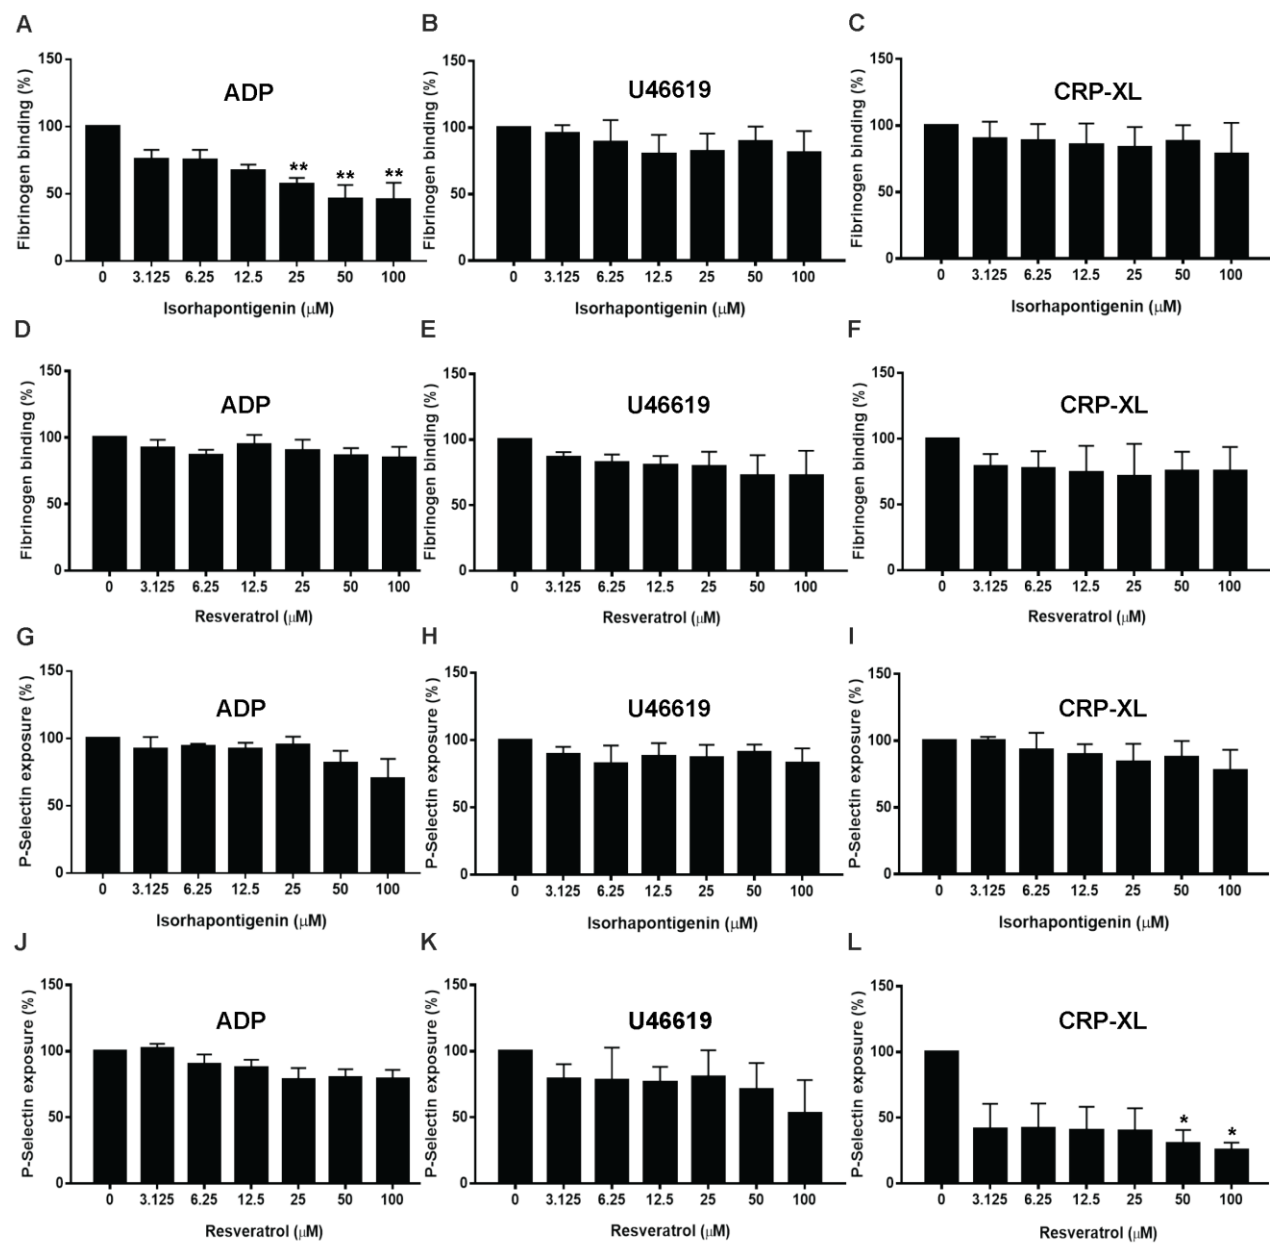 A
Fibrinogen binding (%)
150
100
50
0
ADP
**
**
**
0 3.125 6.25 12.5 25 50 100
Isorhapontigenin (μM)
B
Fibrinogen binding (%)
150
100
50
0
U46619
0 3.125 6.25 12.5 25 50 100
Isorhapontigenin (μM)
C
Fibrinogen binding (%)
150
100
50
0
CRP-XL
0 3.125 6.25 12.5 25 50 100
Isorhapontigenin (μM)
D
Fibrinogen binding (%)
150
100
50
0
ADP
0 3.125 6.25 12.5 25 50 100
Resveratrol (μM)
E
Fibrinogen binding (%)
150
100
50
0
U46619
0 3.125 6.25 12.5 25 50 100
Resveratrol (μM)
F
Fibrinogen binding (%)
150
100
50
0
CRP-XL
0 3.125 6.25 12.5 25 50 100
Resveratrol (μM)
G
P-Selectin exposure (%)
150
100
50
0
ADP
0 3.125 6.25 12.5 25 50 100
Isorhapontigenin (μM)
H
P-Selectin exposure (%)
150
100
50
0
U46619
0 3.125 6.25 12.5 25 50 100
Isorhapontigenin (μM)
I
P-Selectin exposure (%)
150
100
50
0
CRP-XL
0 3.125 6.25 12.5 25 50 100
Isorhapontigenin (μM)
J
P-Selectin exposure (%)
150
100
50
0
ADP
0 3.125 6.25 12.5 25 50 100
Resveratrol (μM)
K
P-Selectin exposure (%)
150
100
50
0
U46619
0 3.125 6.25 12.5 25 50 100
Resveratrol (μM)
L
P-Selectin exposure (%)
150
100
50
0
CRP-XL
*
*
0 3.125 6.25 12.5 25 50 100
Resveratrol (μM)